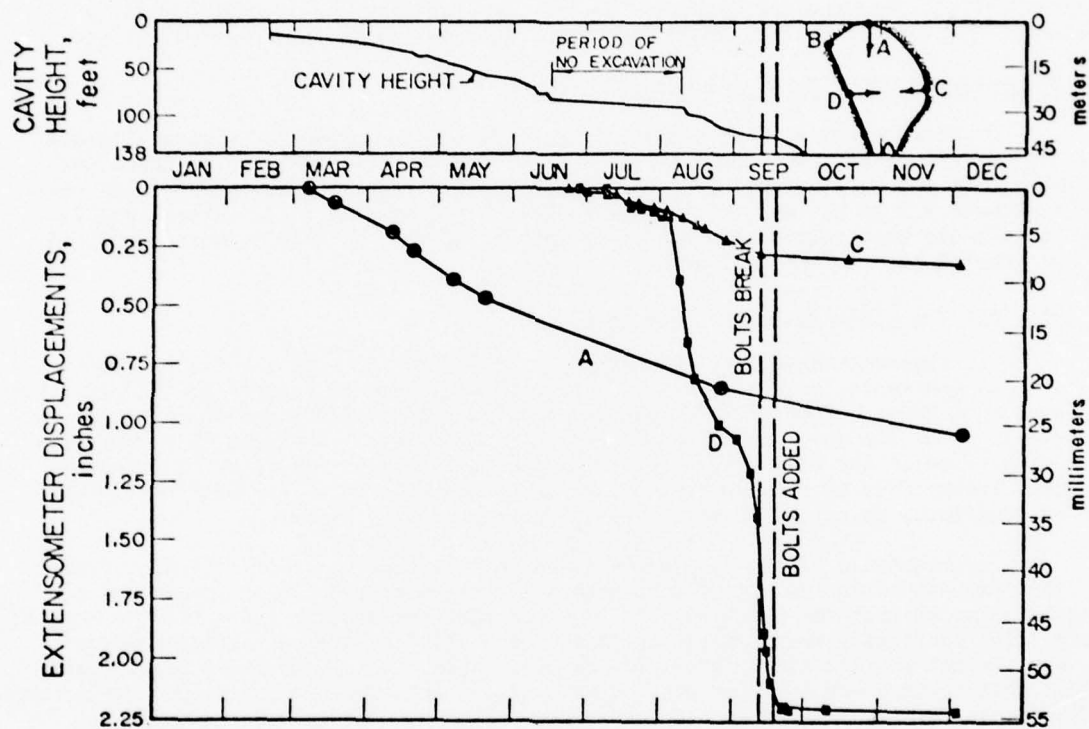 CAVITY
HEIGHT,
feet
0
50
100
138
PERIOD OF
NO EXCAVATION
CAVITY HEIGHT
B
A
D
C
0
15
30
45
meters
JAN FEB MAR APR MAY JUN JUL AUG SEP OCT NOV DEC
EXTENSOMETER DISPLACEMENTS,
inches
0
0.25
0.50
0.75
1.00
1.25
1.50
1.75
2.00
2.25
A
D
C
BOLTS BREAK
BOLTS ADDED
0
5
10
15
20
25
30
35
40
45
50
55
millimeters